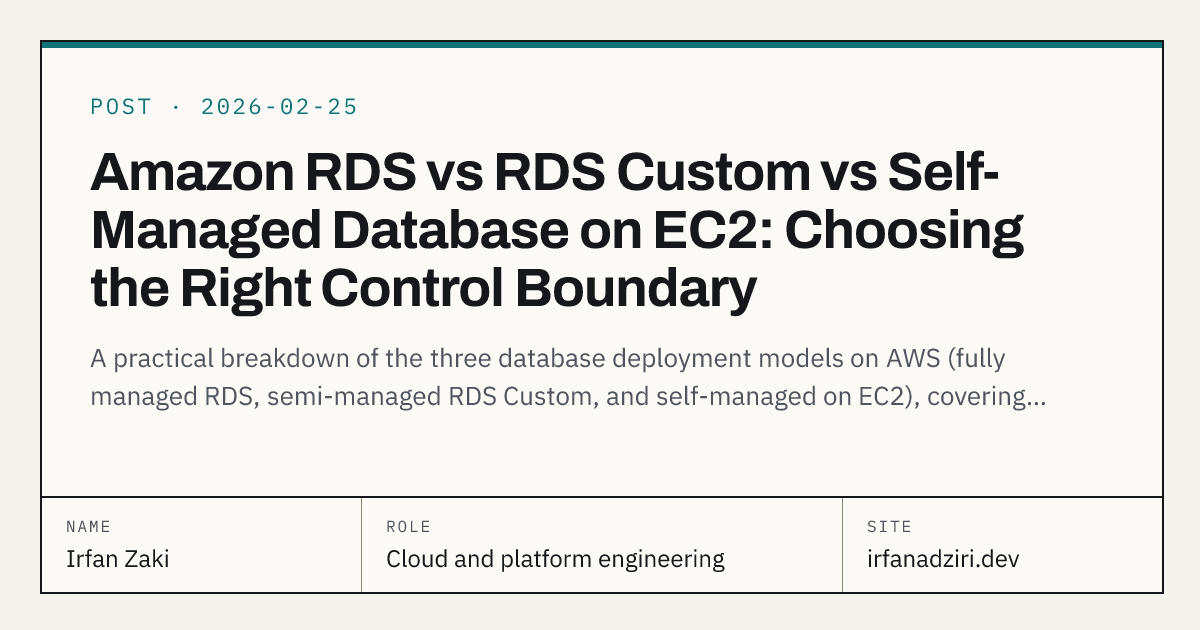 POST · 2026-02-25
Amazon RDS vs RDS Custom vs Self-
Managed Database on EC2: Choosing
the Right Control Boundary
A practical breakdown of the three database deployment models on AWS (fully
managed RDS, semi-managed RDS Custom, and self-managed on EC2), covering...
NAME
Irfan Zaki
ROLE
Cloud and platform engineering
SITE
irfanadziri.dev